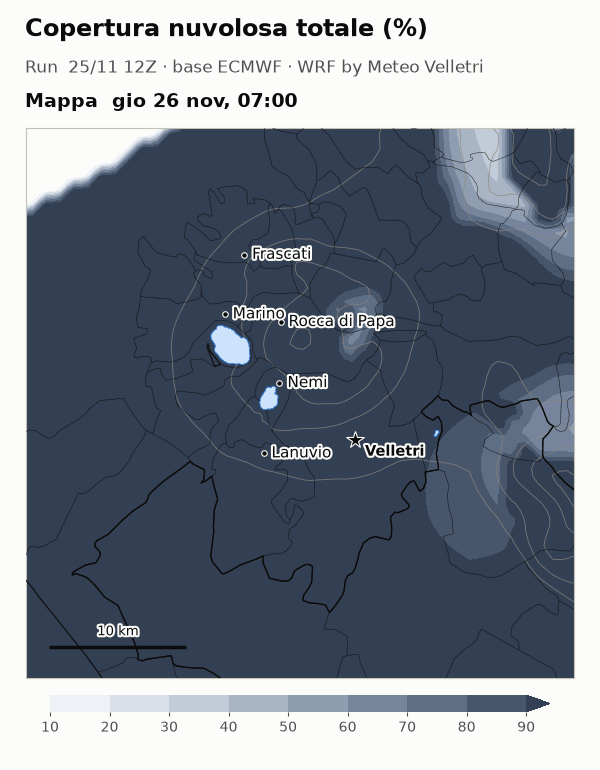 Copertura nuvolosa totale (%)
Run  25/11 12Z · base ECMWF · WRF by Meteo Velletri
Mappa  gio 26 nov, 07:00
Frascati
Marino
Rocca di Papa
Nemi
Velletri
Lanuvio
10 km
10 20 30 40 50 60 70 80 90